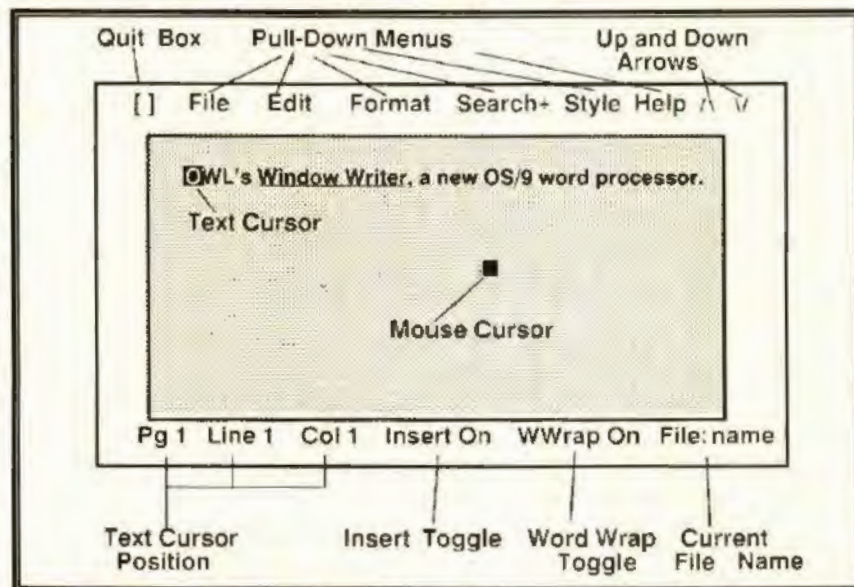 Quit Box Pull-Down Menus Up and Down
Arrows
[ ] File Edit Format Search+ Style Help /\ \/
OWL's Window Writer, a new OS/9 word processor.
Text Cursor
Mouse Cursor
Pg 1 Line 1 Col 1 Insert On WWrap On File: name
Text Cursor
Position
Insert Toggle
Word Wrap
Toggle
Current
File Name